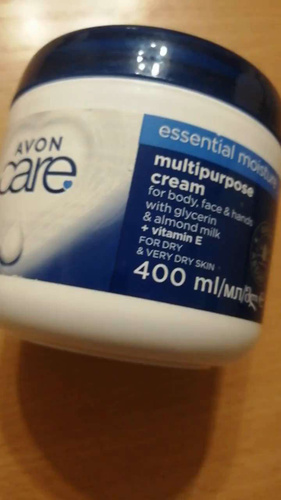 AVON
care
essential moisture
multipurpose
cream
for body, face & hands
with glycerin
& almond milk
+ vitamin E
FOR DRY
& VERY DRY SKIN
400 ml/мл/